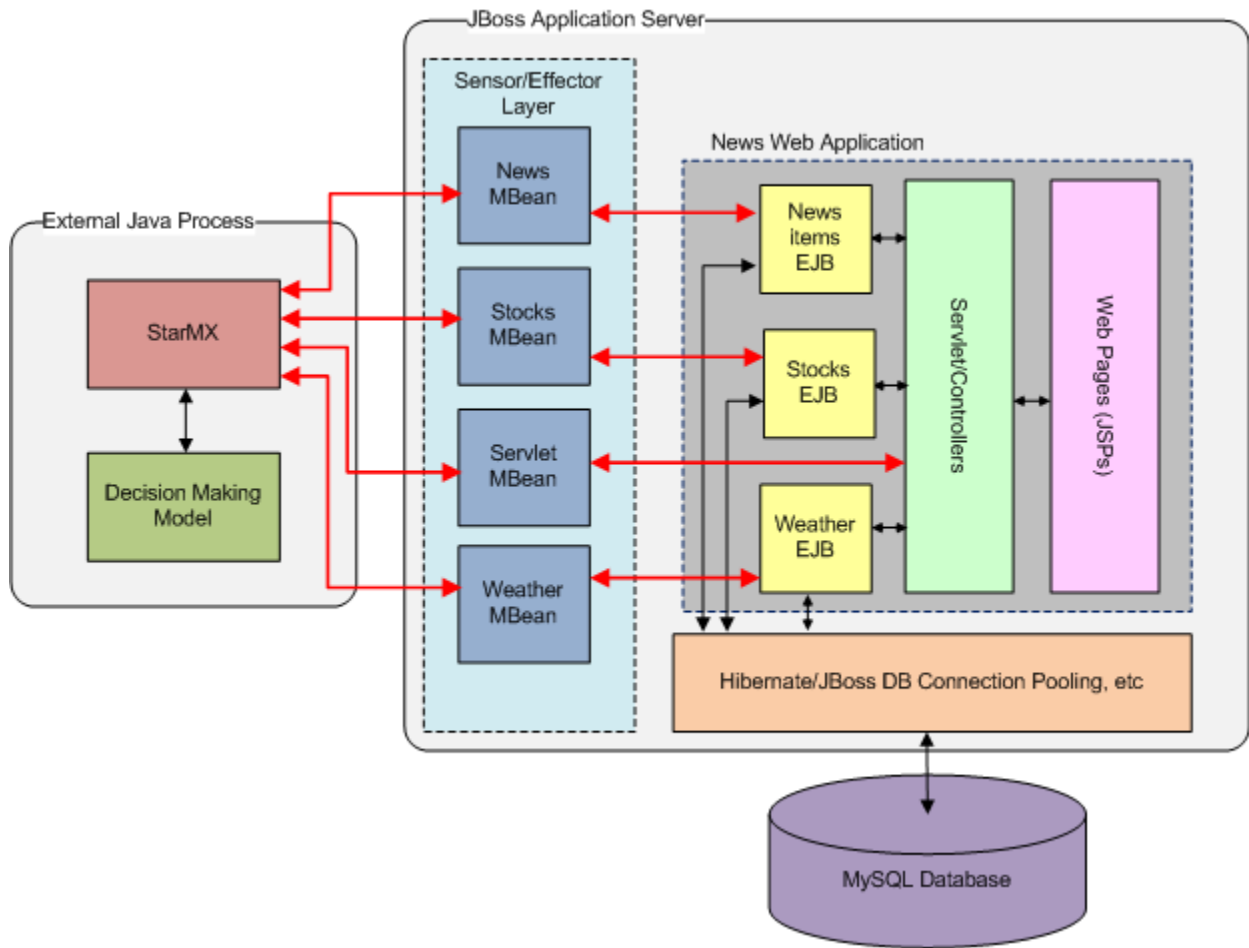 JBoss Application Server
Sensor/Effector
Layer
News
MBean
Stocks
MBean
Servlet
MBean
Weather
MBean
External Java Process
StarMX
Decision Making
Model
News Web Application
News
items
EJB
Stocks
EJB
Weather
EJB
Servlet/Controllers
Web Pages (JSPs)
Hibernate/JBoss DB Connection Pooling, etc
MySQL Database